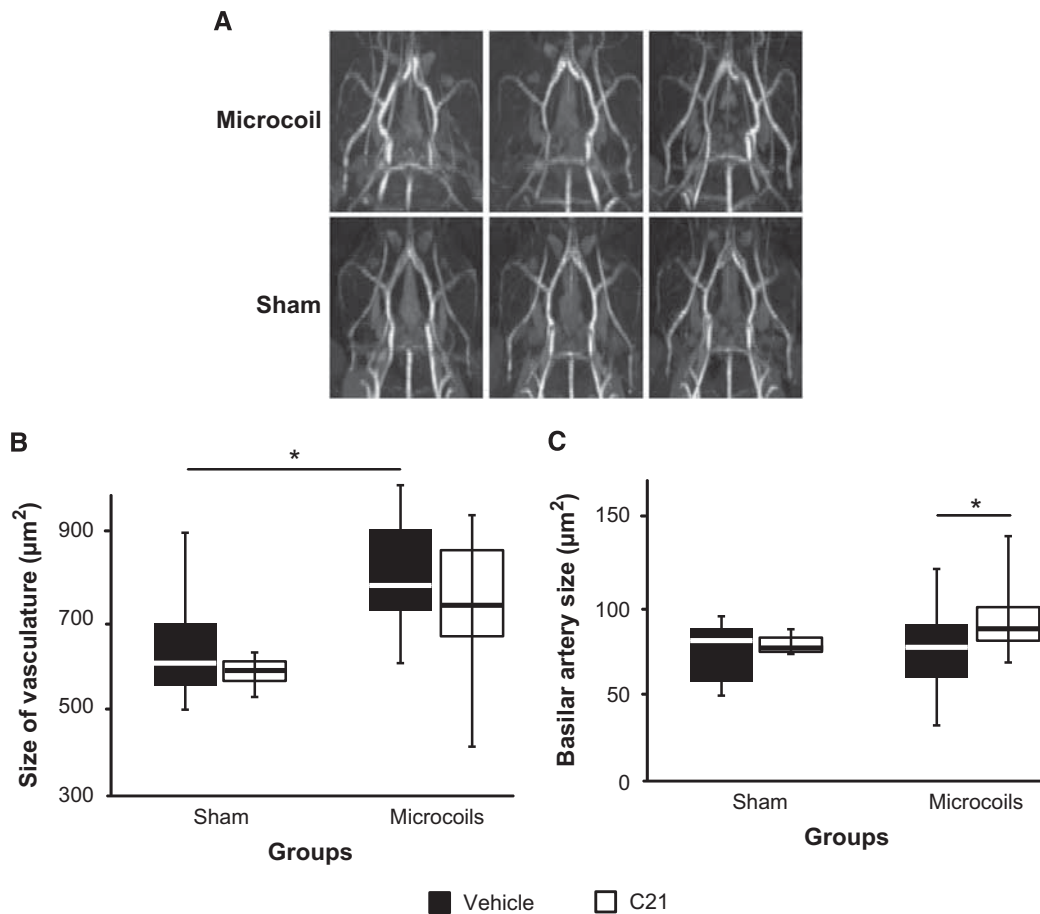 A
Microcoil
Sham
B
*
Size of vasculature (µm²)
900
700
500
300
Sham
Microcoils
Groups
C
*
Basilar artery size (µm²)
150
100
50
0
Sham
Microcoils
Groups
Vehicle
C21